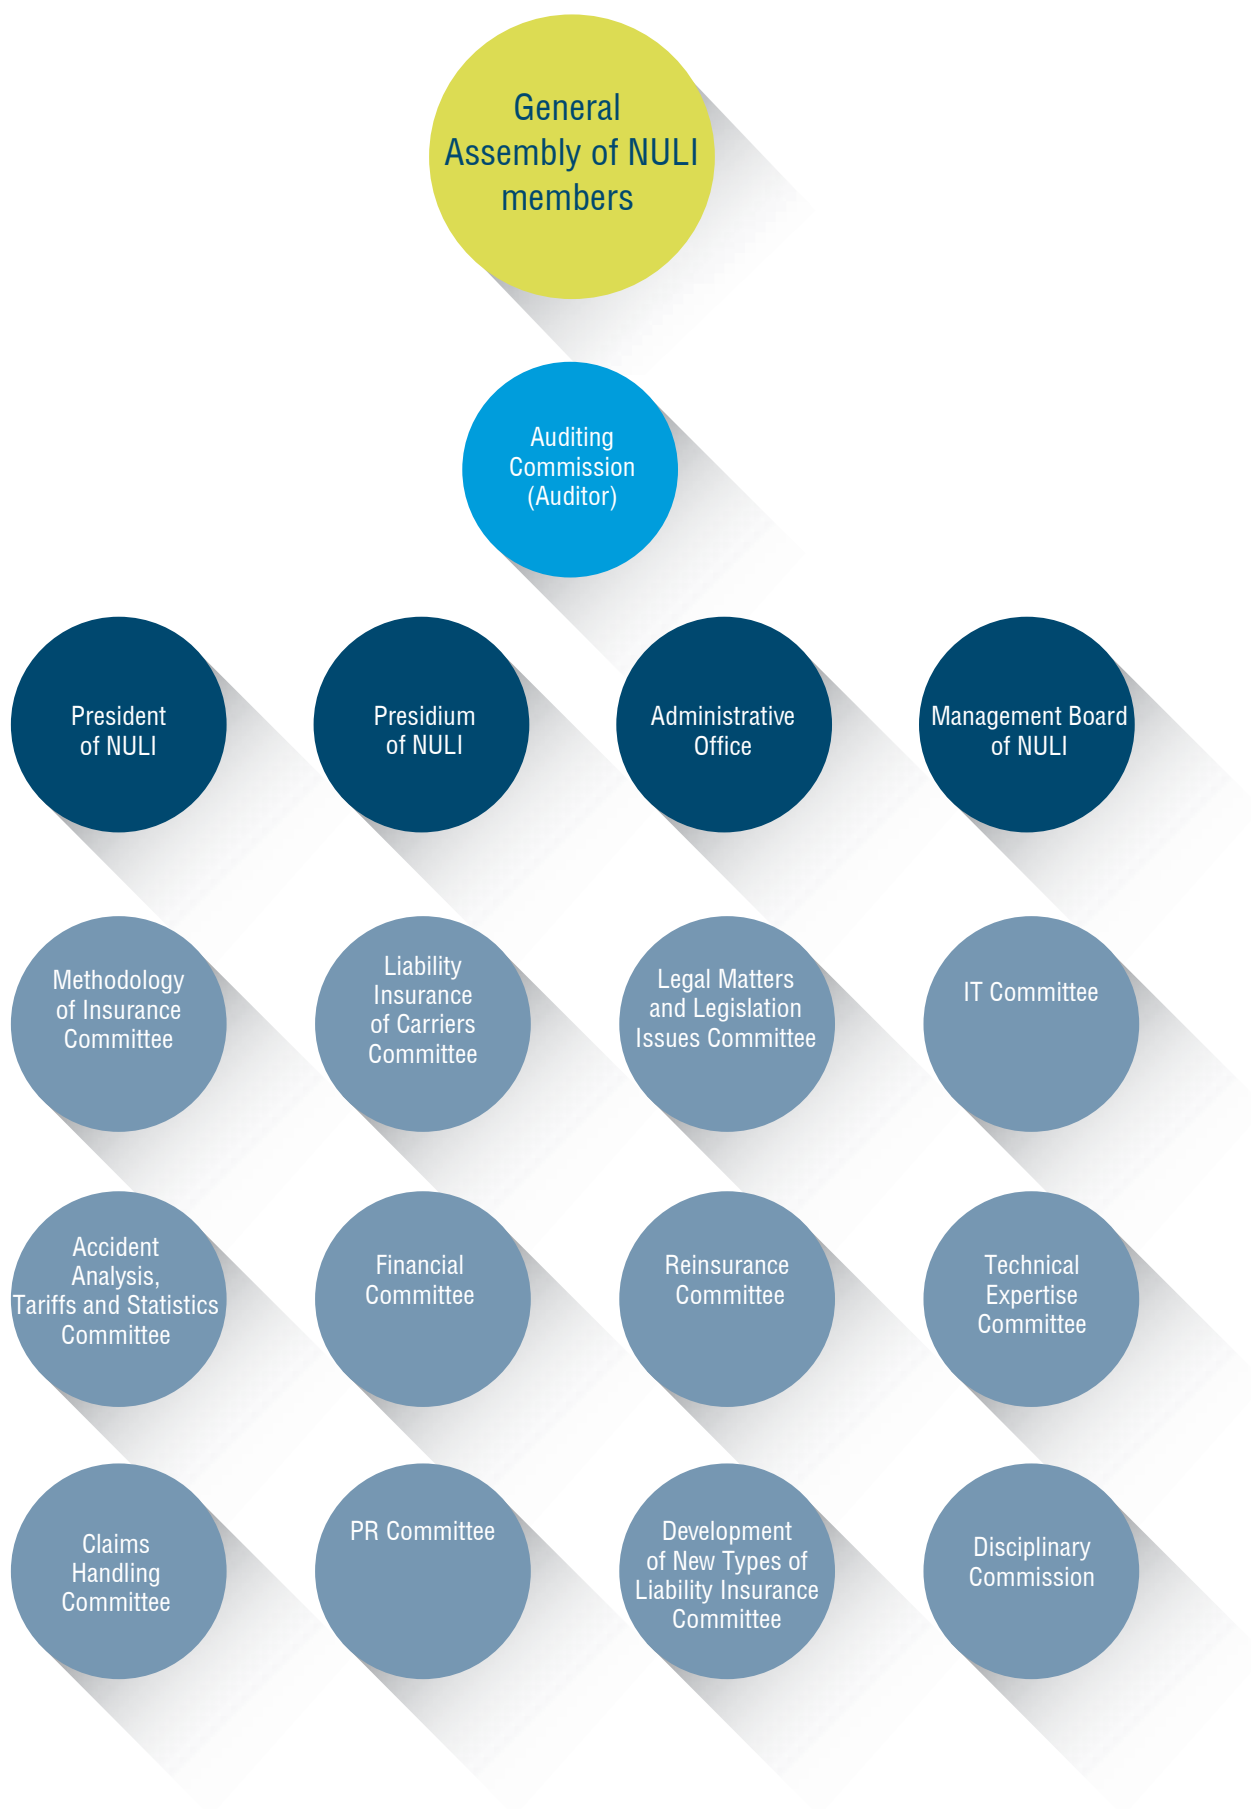 General
Assembly of NULI
members
Auditing
Commission
(Auditor)
President
of NULI
Presidium
of NULI
Administrative
Office
Management Board
of NULI
Methodology
of Insurance
Committee
Liability
Insurance
of Carriers
Committee
Legal Matters
and Legislation
Issues Committee
IT Committee
Accident
Analysis,
Tariffs and Statistics
Committee
Financial
Committee
Reinsurance
Committee
Technical
Expertise
Committee
Claims
Handling
Committee
PR Committee
Development
of New Types of
Liability Insurance
Committee
Disciplinary
Commission